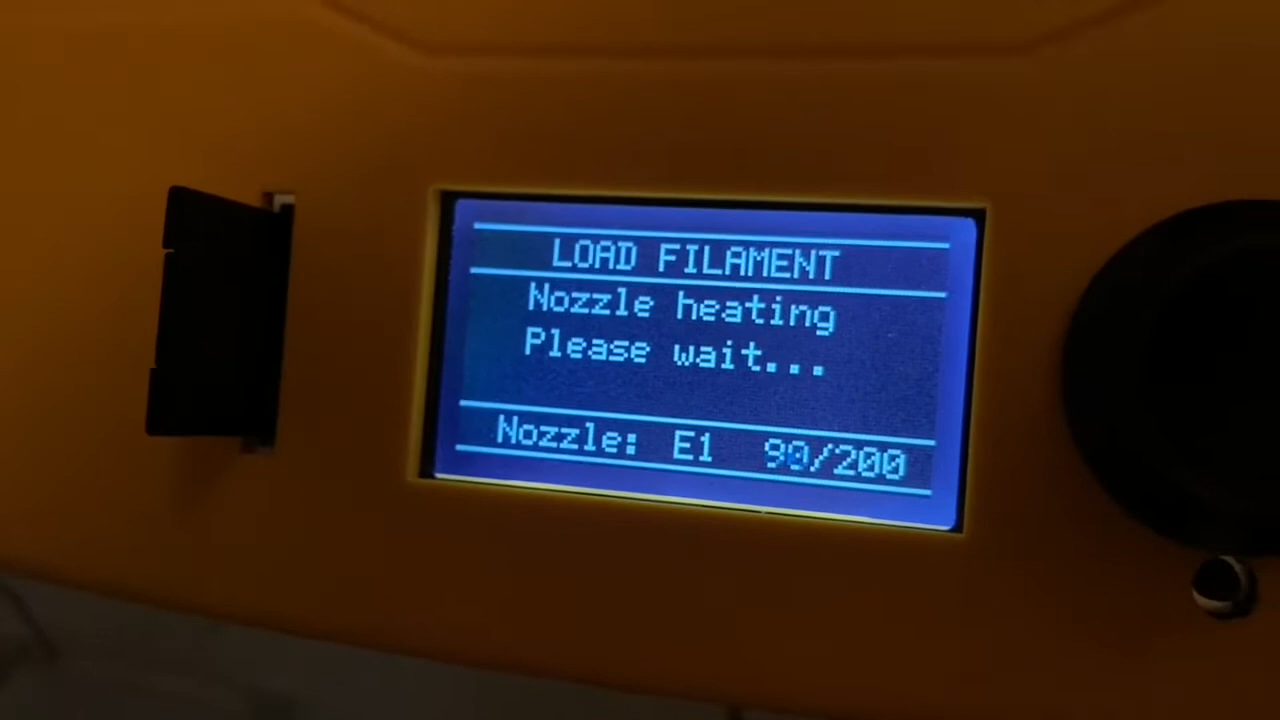 LOAD FILAMENT
Nozzle heating
Please wait...
Nozzle: E1 90/200